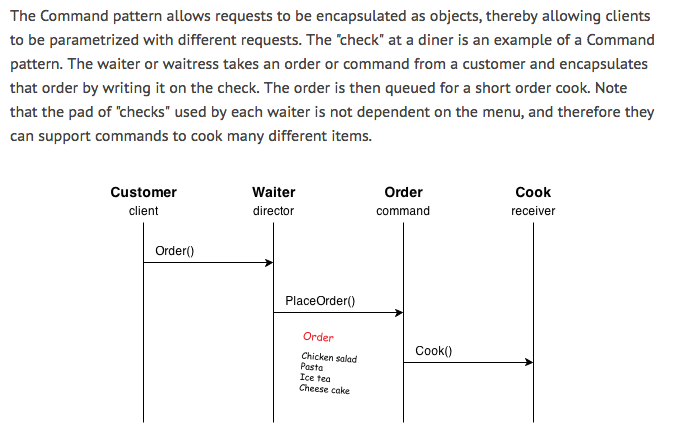 The Command pattern allows requests to be encapsulated as objects, thereby allowing clients
to be parametrized with different requests. The "check" at a diner is an example of a Command
pattern. The waiter or waitress takes an order or command from a customer and encapsulates
that order by writing it on the check. The order is then queued for a short order cook. Note
that the pad of "checks" used by each waiter is not dependent on the menu, and therefore they
can support commands to cook many different items.
Customer Waiter Order Cook
client director command receiver
Order()
PlaceOrder()
Order
Chicken salad
Pasta
Ice tea
Cheese cake
Cook()